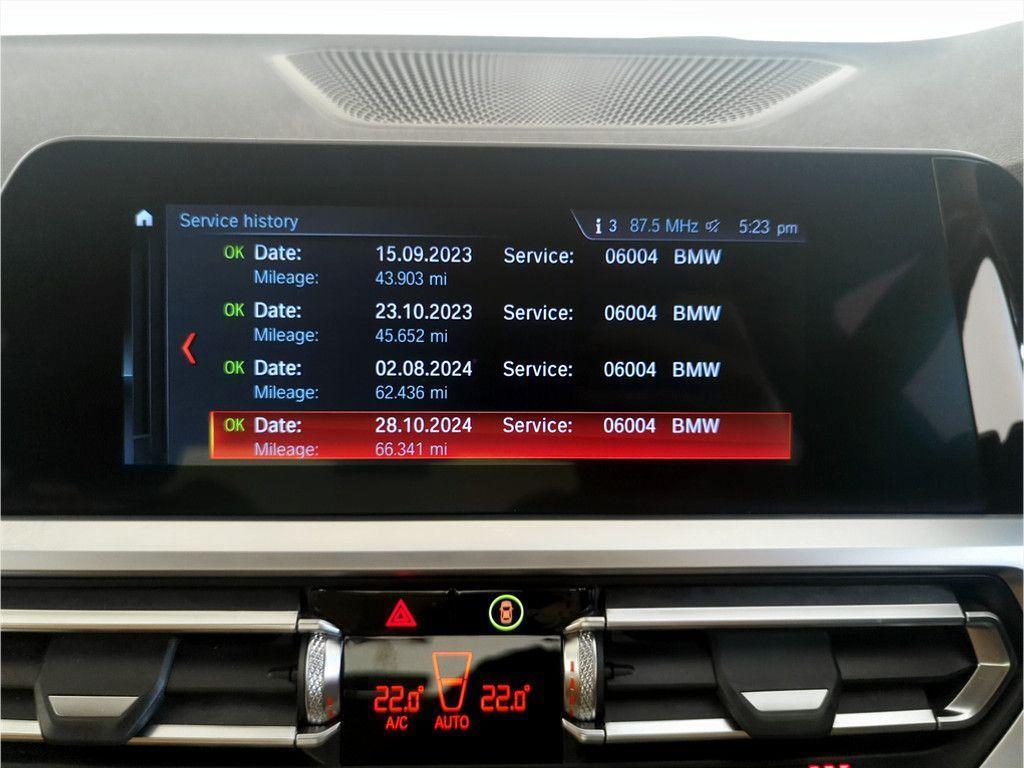 Service history
i 3 87.5 MHz 5:23 pm
OK Date: 15.09.2023 Service: 06004 BMW
Mileage: 43.903 mi
OK Date: 23.10.2023 Service: 06004 BMW
Mileage: 45.652 mi
OK Date: 02.08.2024 Service: 06004 BMW
Mileage: 62.436 mi
OK Date: 28.10.2024 Service: 06004 BMW
Mileage: 66.341 mi
22.0° 22.0°
A/C AUTO